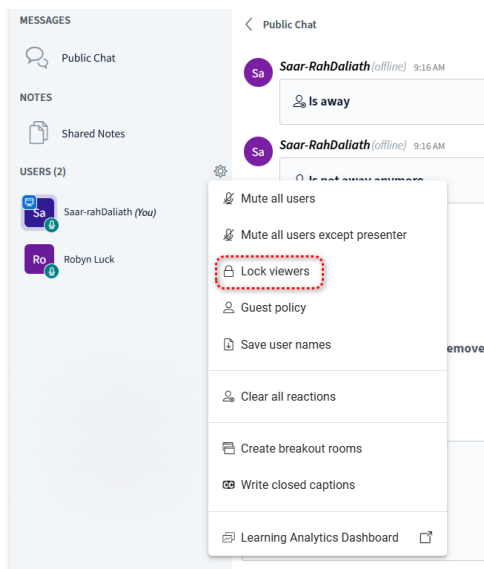 MESSAGES
Public Chat
NOTES
Shared Notes
USERS (2)
Sa
Saar-rahDaliath (You)
Ro
Robyn Luck
Public Chat
Sa
Saar-RahDaliath (offline) 9:16 AM
Is away
Sa
Saar-RahDaliath (offline) 9:16 AM
Is not away anymore
Mute all users
Mute all users except presenter
Lock viewers
Guest policy
Save user names
emove
Clear all reactions
Create breakout rooms
CC Write closed captions
Learning Analytics Dashboard